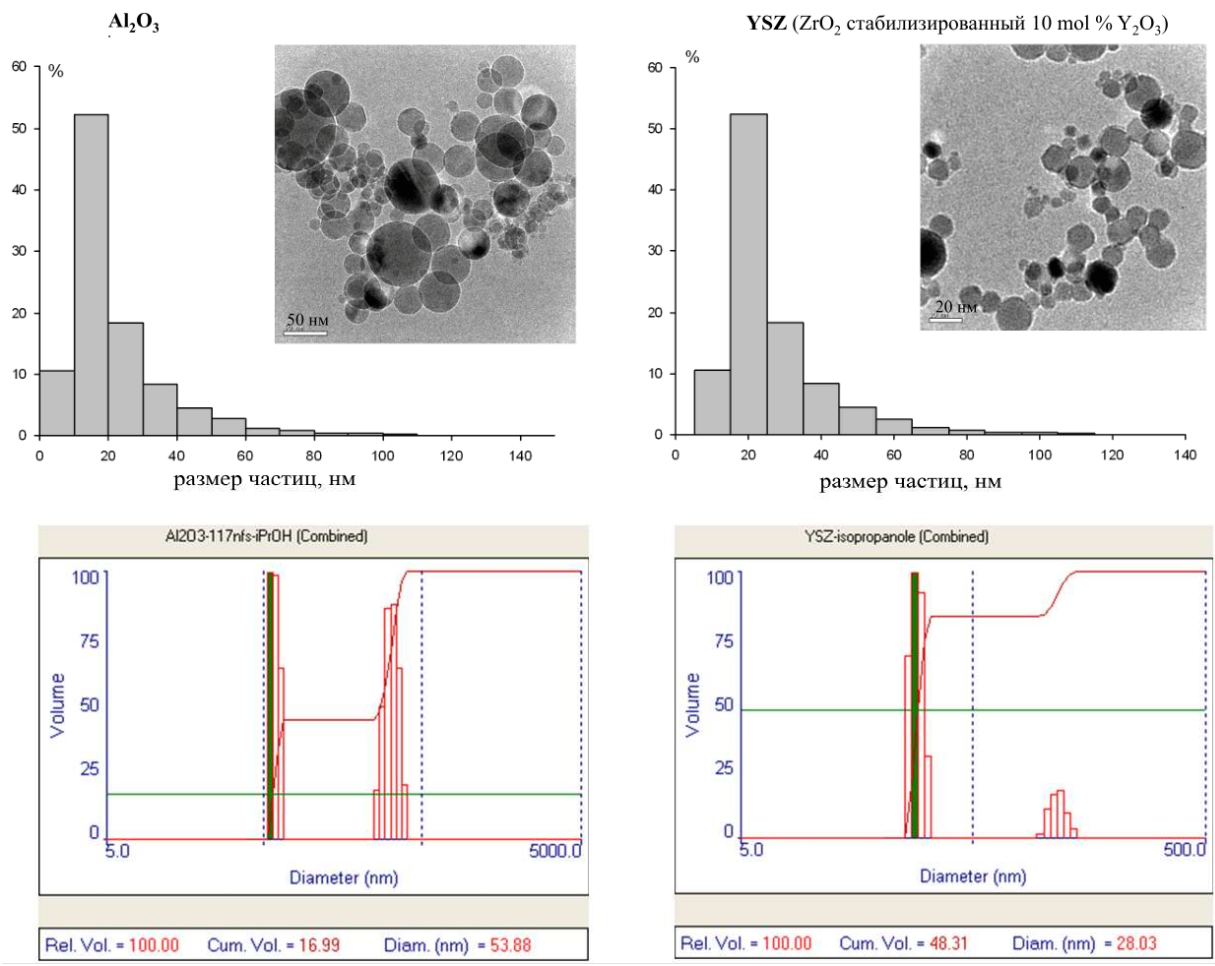 Al₂O₃
YSZ (ZrO₂ стабилизированный 10 mol % Y₂O₃)
%
60
50
40
30
20
10
0
0 20 40 60 80 100 120 140
размер частиц, нм
50 нм
%
60
50
40
30
20
10
0
0 20 40 60 80 100 120 140
размер частиц, нм
20 нм
Al2O3-117nfs-iPrOH (Combined)
100
75
50
25
0
Volume
5.0 5000.0
Diameter (nm)
Rel. Vol. = 100.00 Cum. Vol. = 16.99 Diam. (nm) = 53.88
YSZ-isopropanole (Combined)
100
75
50
25
0
Volume
5.0 500.0
Diameter (nm)
Rel. Vol. = 100.00 Cum. Vol. = 48.31 Diam. (nm) = 28.03